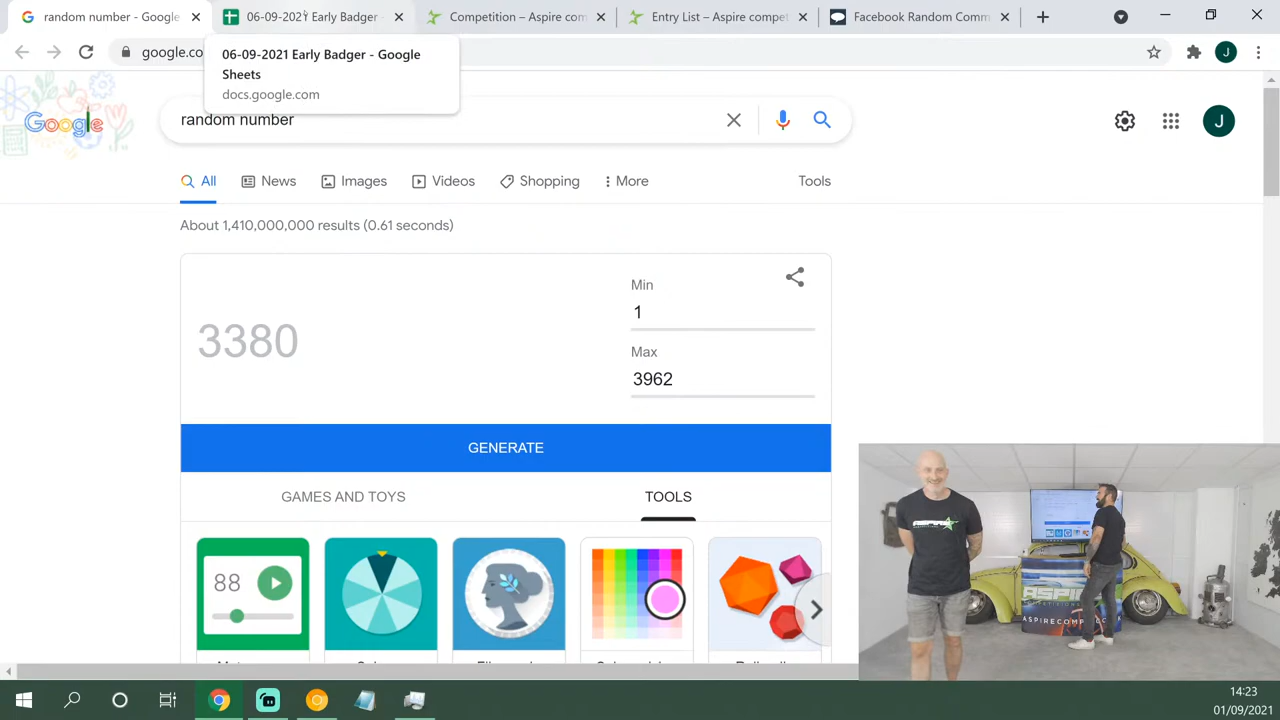 random number - Google
06-09-2021 Early Badger -
Competition – Aspire com
Entry List – Aspire compet
Facebook Random Comm
google.co
J
06-09-2021 Early Badger - Google
Sheets
docs.google.com
Google
random number
J
All
News
Images
Videos
Shopping
More
Tools
About 1,410,000,000 results (0.61 seconds)
3380
Min
1
Max
3962
GENERATE
GAMES AND TOYS
TOOLS
88
ASPIRE
ASPIRECOMP
14:23
01/09/2021